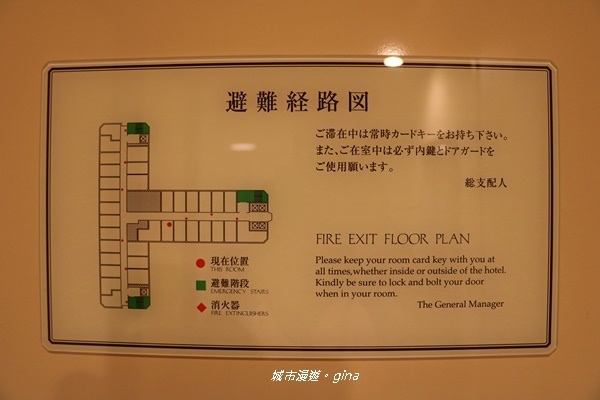 避難経路図
ご滞在中は常時カードキーをお持ち下さい。
また、ご在室中は必ず内鍵とドアガードを
ご使用願います。
総支配人
現在位置
THIS ROOM
避難階段
EMERGENCY STAIRS
消火器
FIRE EXTINGUISHERS
FIRE EXIT FLOOR PLAN
Please keep your room card key with you at
all times,whether inside or outside of the hotel.
Kindly be sure to lock and bolt your door
when in your room.
The General Manager
城市漫遊。gina